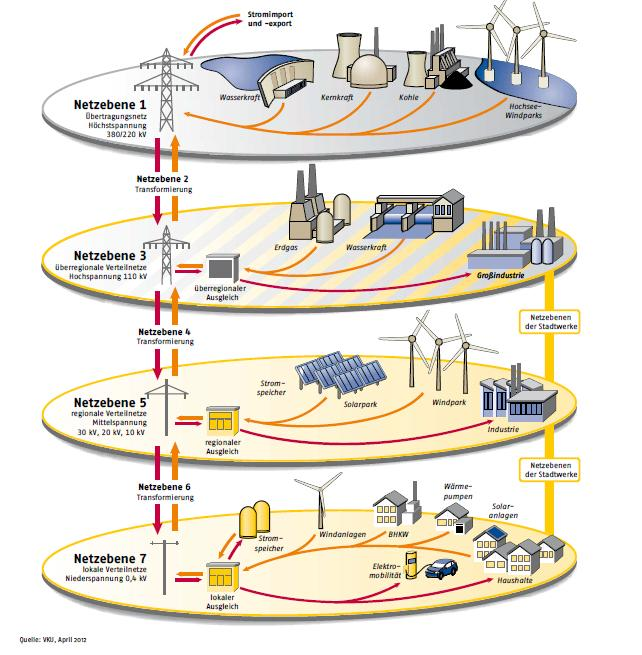 Stromimport
und -export
Netzebene 1
Übertragungsnetz
Höchstspannung
380/220 kV
Wasserkraft
Kernkraft
Kohle
Hochsee-
Windparks
Netzebene 2
Transformierung
Netzebene 3
überregionale Verteilnetze
Hochspannung 110 kV
Erdgas
Wasserkraft
überregionaler
Ausgleich
Großindustrie
Netzebenen
der Stadtwerke
Netzebene 4
Transformierung
Netzebene 5
regionale Verteilnetze
Mittelspannung
30 kV, 20 kV, 10 kV
Strom-
speicher
Solarpark
Windpark
regionaler
Ausgleich
Industrie
Netzebenen
der Stadtwerke
Netzebene 6
Transformierung
Netzebene 7
lokale Verteilnetze
Niederspannung 0,4 kV
Strom-
speicher
Windanlagen
BHKW
Wärme-
pumpen
Solar-
anlagen
Elektro-
mobilität
Haushalte
lokaler
Ausgleich
Quelle: VKU, April 2012